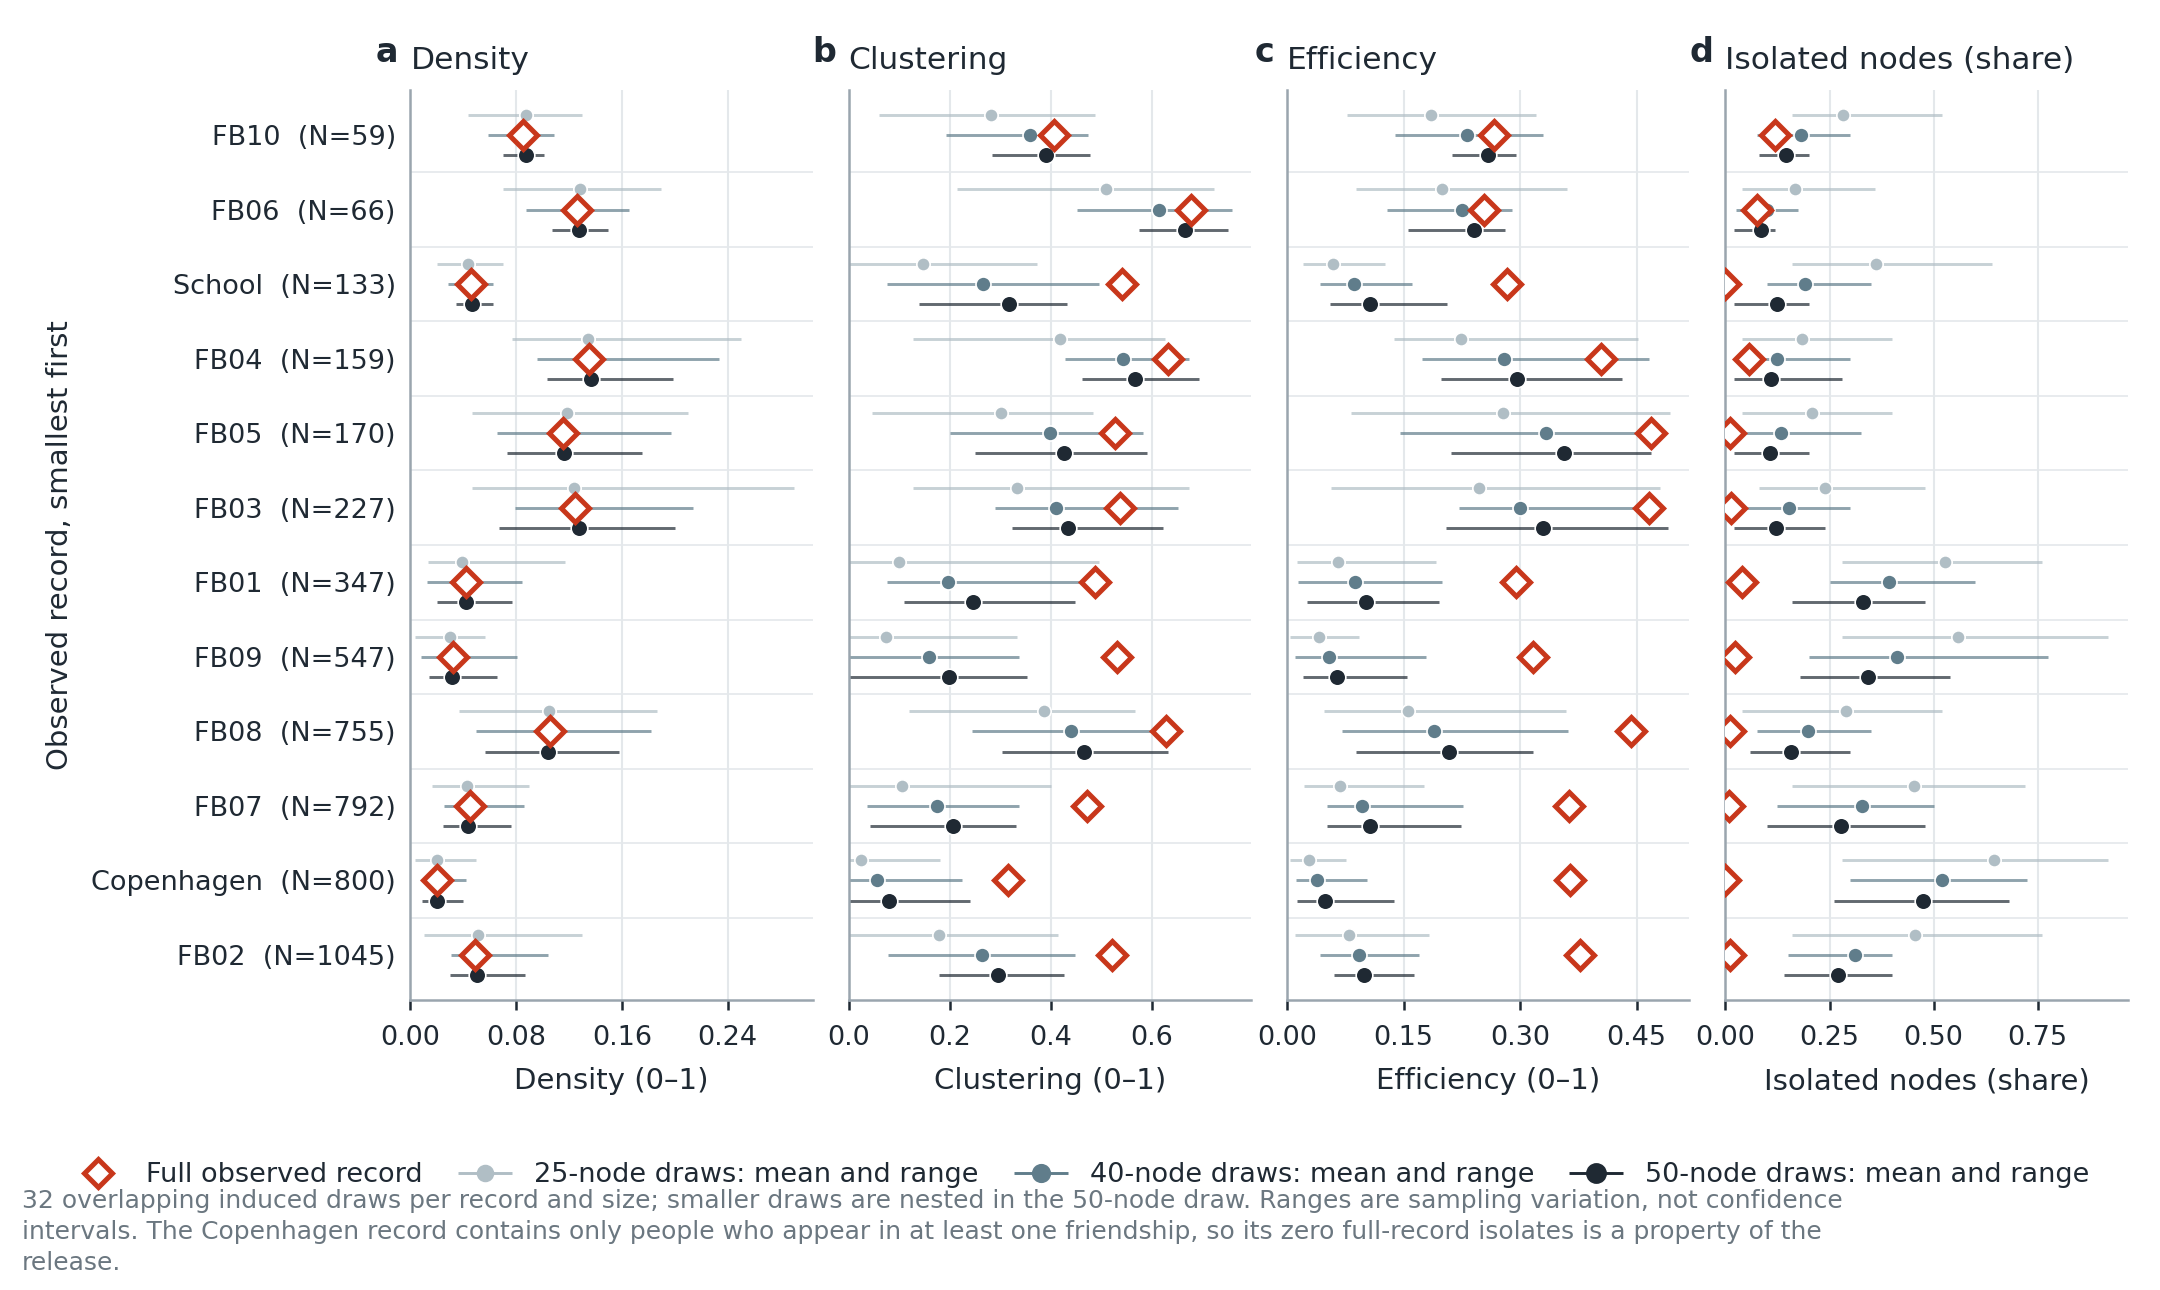 a Density
b Clustering
c Efficiency
d Isolated nodes (share)
Observed record, smallest first
FB10 (N=59)
FB06 (N=66)
School (N=133)
FB04 (N=159)
FB05 (N=170)
FB03 (N=227)
FB01 (N=347)
FB09 (N=547)
FB08 (N=755)
FB07 (N=792)
Copenhagen (N=800)
FB02 (N=1045)
0.00 0.08 0.16 0.24
0.0 0.2 0.4 0.6
0.00 0.15 0.30 0.45
0.00 0.25 0.50 0.75
Density (0–1)
Clustering (0–1)
Efficiency (0–1)
Isolated nodes (share)
Full observed record
25-node draws: mean and range
40-node draws: mean and range
50-node draws: mean and range
32 overlapping induced draws per record and size; smaller draws are nested in the 50-node draw. Ranges are sampling variation, not confidence
intervals. The Copenhagen record contains only people who appear in at least one friendship, so its zero full-record isolates is a property of the
release.